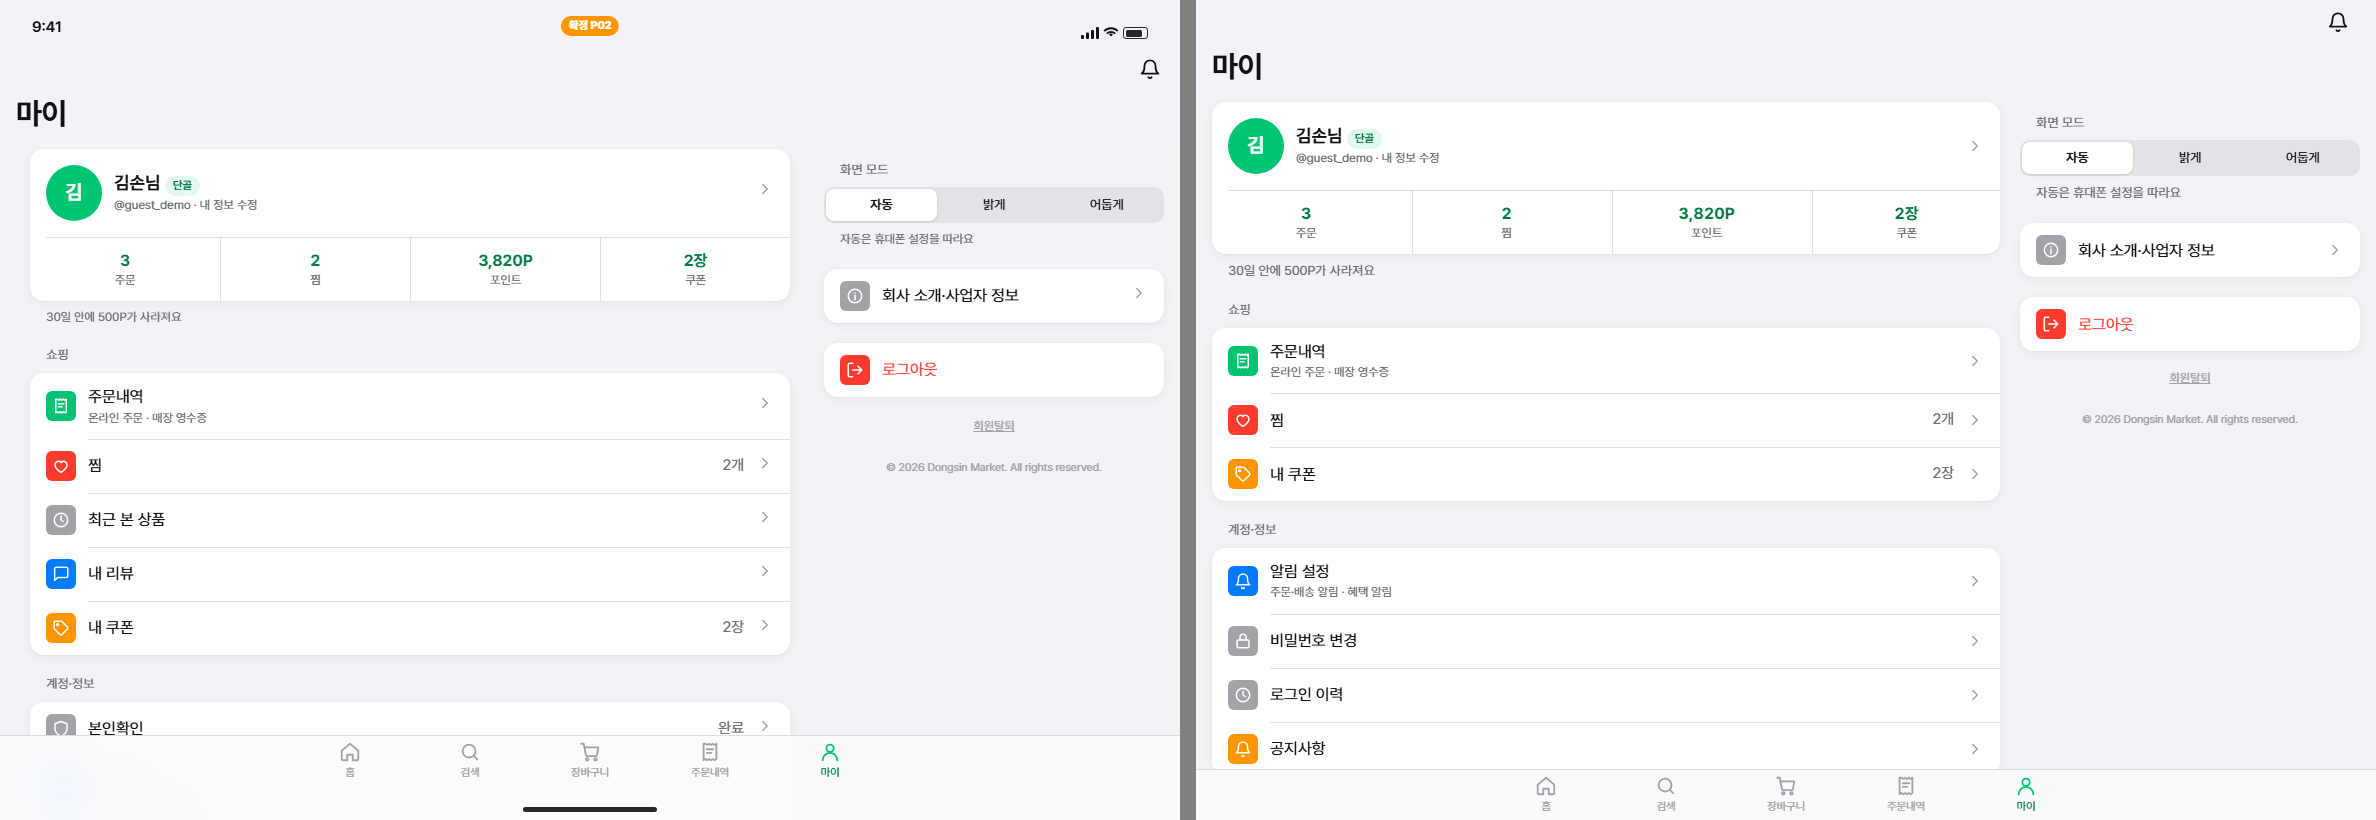 9:41
확정 P02
마이
김
김손님 단골
@guest_demo · 내 정보 수정
3
주문
2
찜
3,820P
포인트
2장
쿠폰
30일 안에 500P가 사라져요
쇼핑
주문내역
온라인 주문 · 매장 영수증
찜 2개
최근 본 상품
내 리뷰
내 쿠폰 2장
계정·정보
본인확인 완료
화면 모드
자동 밝게 어둡게
자동은 휴대폰 설정을 따라요
회사 소개·사업자 정보
로그아웃
회원탈퇴
© 2026 Dongsin Market. All rights reserved.
홈 검색 장바구니 주문내역 마이
마이
김
김손님 단골
@guest_demo · 내 정보 수정
3
주문
2
찜
3,820P
포인트
2장
쿠폰
30일 안에 500P가 사라져요
쇼핑
주문내역
온라인 주문 · 매장 영수증
찜 2개
내 쿠폰 2장
계정·정보
알림 설정
주문·배송 알림 · 혜택 알림
비밀번호 변경
로그인 이력
공지사항
화면 모드
자동 밝게 어둡게
자동은 휴대폰 설정을 따라요
회사 소개·사업자 정보
로그아웃
회원탈퇴
© 2026 Dongsin Market. All rights reserved.
홈 검색 장바구니 주문내역 마이